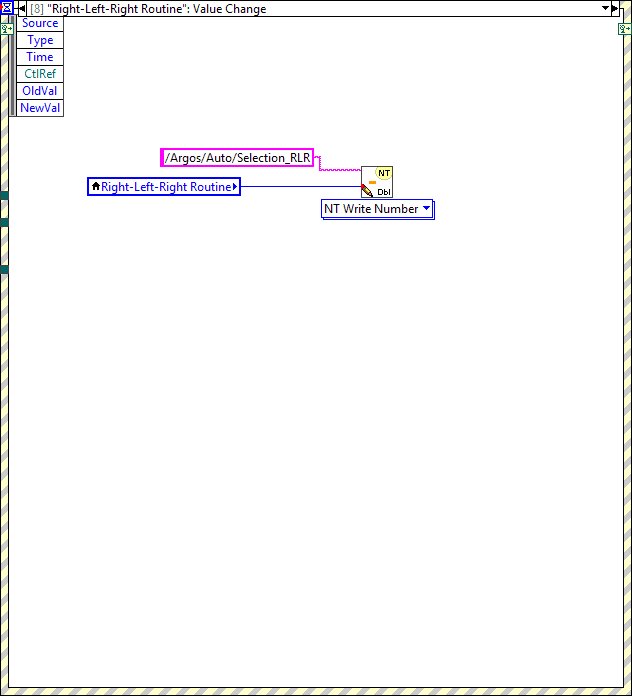 [8] "Right-Left-Right Routine": Value Change
Source
Type
Time
CtlRef
OldVal
NewVal
/Argos/Auto/Selection_RLR
NT
Right-Left-Right Routine
Dbl
NT Write Number